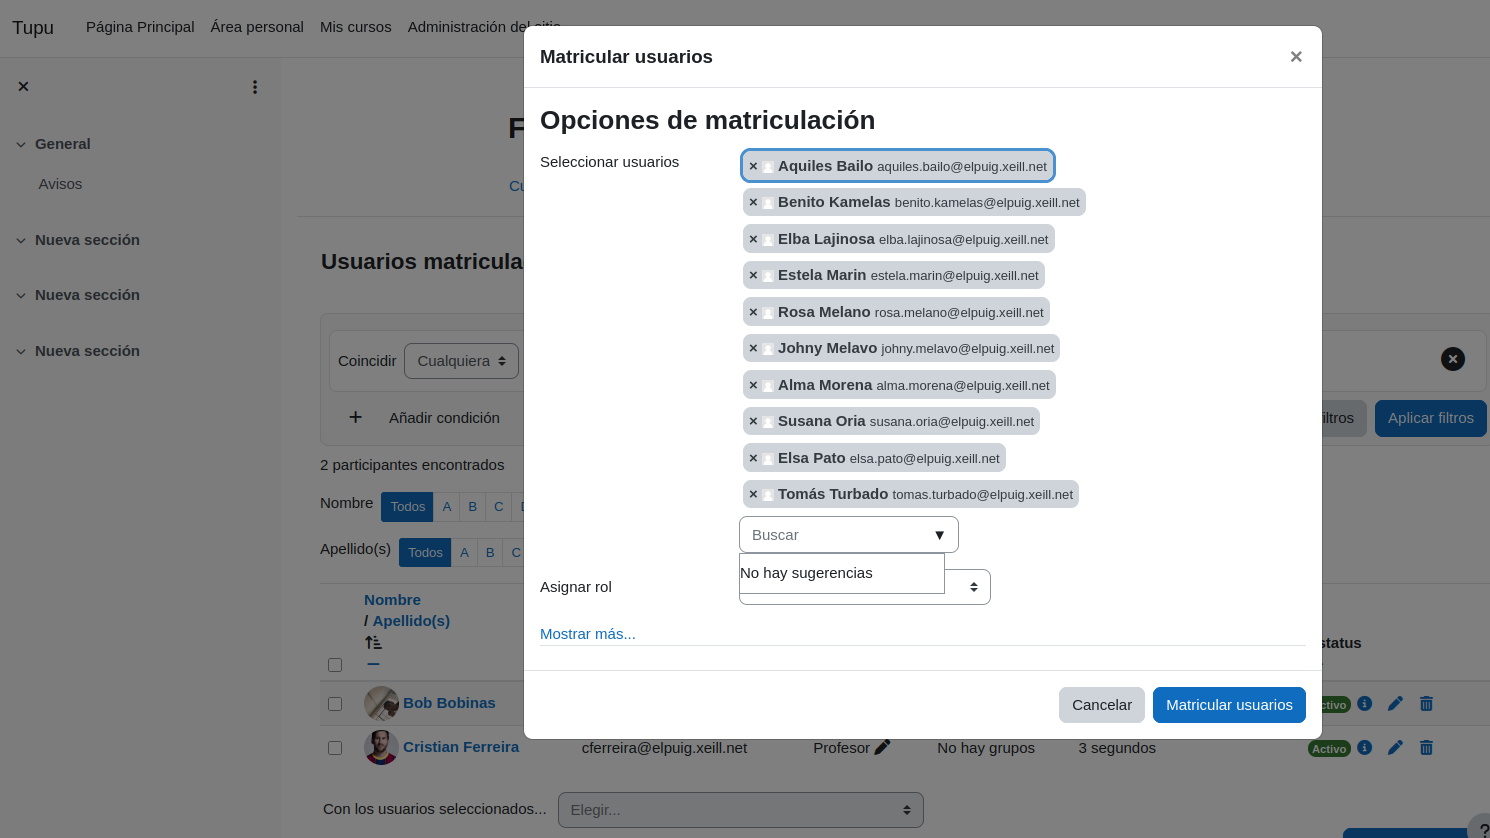 Tupu
Página Principal Área personal Mis cursos Administración del sitio
Matricular usuarios
×
Opciones de matriculación
General
Avisos
Nueva sección
Nueva sección
Nueva sección
Usuarios matricula
Coincidir Cualquiera
+ Añadir condición
iltros Aplicar filtros
2 participantes encontrados
Nombre Todos A B C
Apellido(s) Todos A B C
Nombre
/ Apellido(s)
status
Seleccionar usuarios
× Aquiles Bailo aquiles.bailo@elpuig.xeill.net
× Benito Kamelas benito.kamelas@elpuig.xeill.net
× Elba Lajinosa elba.lajinosa@elpuig.xeill.net
× Estela Marin estela.marin@elpuig.xeill.net
× Rosa Melano rosa.melano@elpuig.xeill.net
× Johny Melavo johny.melavo@elpuig.xeill.net
× Alma Morena alma.morena@elpuig.xeill.net
× Susana Oria susana.oria@elpuig.xeill.net
× Elsa Pato elsa.pato@elpuig.xeill.net
× Tomás Turbado tomas.turbado@elpuig.xeill.net
Buscar ▼
No hay sugerencias
Asignar rol
Mostrar más...
Cancelar Matricular usuarios
Bob Bobinas ctivo
Cristian Ferreira cferreira@elpuig.xeill.net Profesor No hay grupos 3 segundos Activo
Con los usuarios seleccionados... Elegir...
?